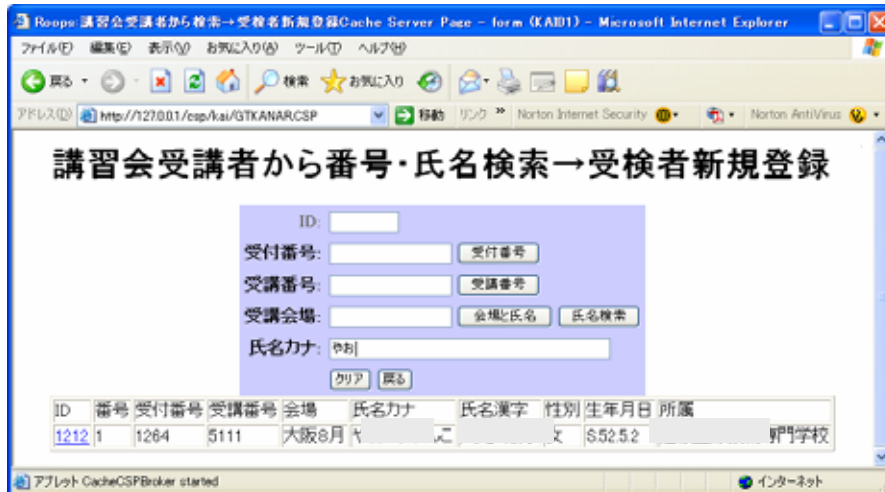 Roops:講習会受講者から検索→受検者新規登録Cache Server Page - form (KAI01) - Microsoft Internet Explorer
ファイル(F) 編集(E) 表示(V) お気に入り(A) ツール(T) ヘルプ(H)
戻る 検索 お気に入り
アドレス(D) http://127.0.0.1/csp/kai/GTKANAR.CSP 移動 リンク » Norton Internet Security Norton AntiVirus
講習会受講者から番号・氏名検索→受検者新規登録
ID:
受付番号: 受付番号
受講番号: 受講番号
受講会場: 会場と氏名 氏名検索
氏名カナ: やお
クリア 戻る
ID 番号 受付番号 受講番号 会場 氏名カナ 氏名漢字 性別 生年月日 所属
1212 1 1264 5111 大阪8月 こ 女 S.52.5.2 専門学校
アプレット CacheCSPBroker started インターネット